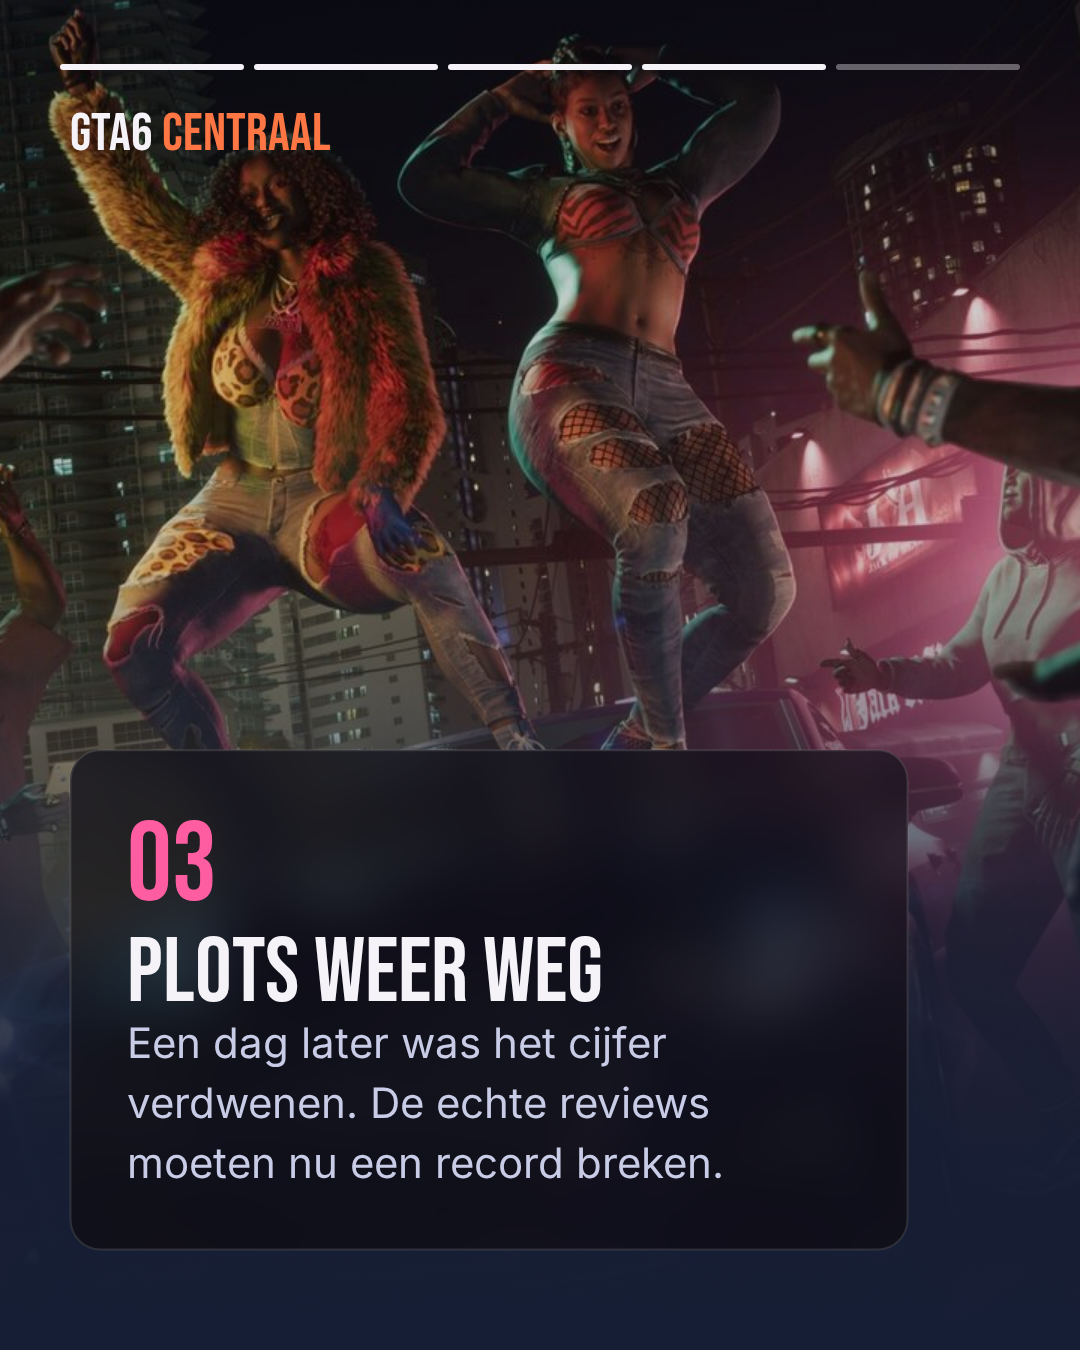 GTA6 CENTRAAL
03
PLOTS WEER WEG
Een dag later was het cijfer
verdwenen. De echte reviews
moeten nu een record breken.